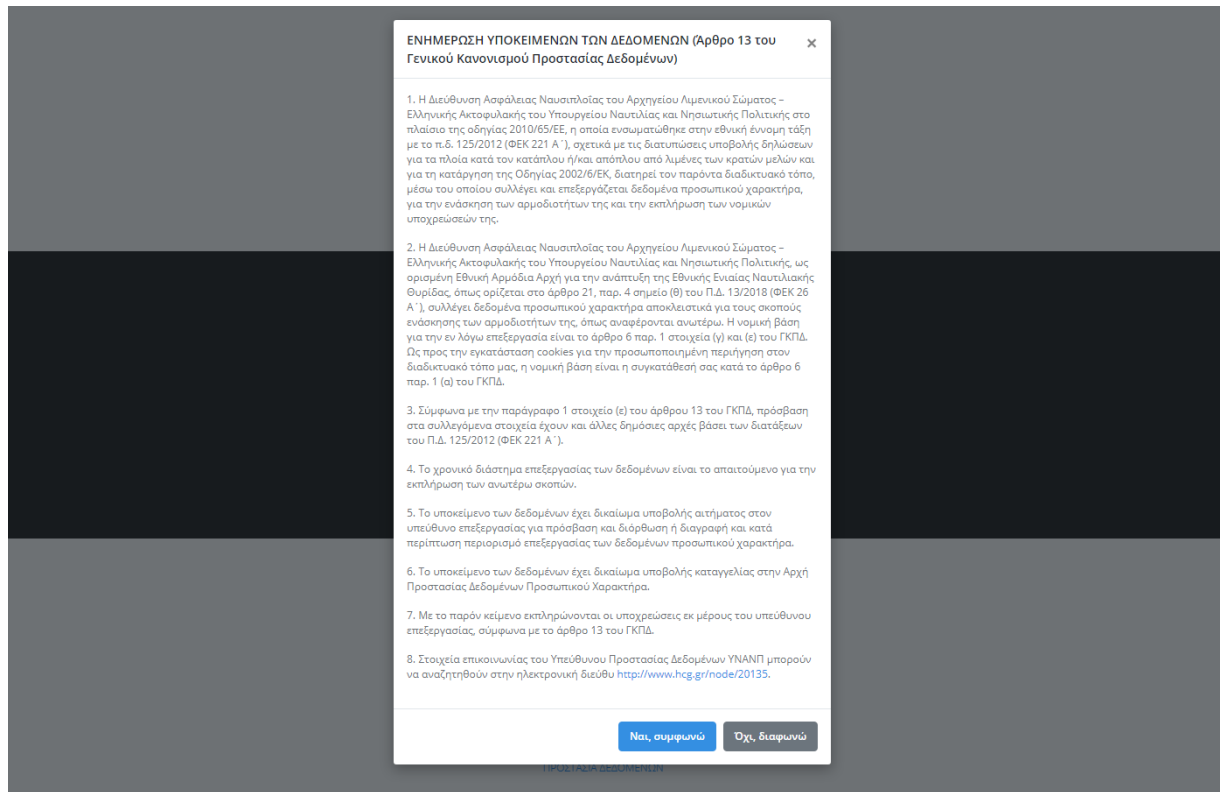 ΕΝΗΜΕΡΩΣΗ ΥΠΟΚΕΙΜΕΝΩΝ ΤΩΝ ΔΕΔΟΜΕΝΩΝ (Άρθρο 13 του
Γενικού Κανονισμού Προστασίας Δεδομένων)
×
1. Η Διεύθυνση Ασφάλειας Ναυσιπλοΐας του Αρχηγείου Λιμενικού Σώματος –
Ελληνικής Ακτοφυλακής του Υπουργείου Ναυτιλίας και Νησιωτικής Πολιτικής στο
πλαίσιο της οδηγίας 2010/65/ΕΕ, η οποία ενσωματώθηκε στην εθνική έννομη τάξη
με το π.δ. 125/2012 (ΦΕΚ 221 Α΄), σχετικά με τις διατυπώσεις υποβολής δηλώσεων
για τα πλοία κατά τον κατάπλου ή/και απόπλου από λιμένες των κρατών μελών και
για τη κατάργηση της Οδηγίας 2002/6/ΕΚ, διατηρεί τον παρόντα διαδικτυακό τόπο,
μέσω του οποίου συλλέγει και επεξεργάζεται δεδομένα προσωπικού χαρακτήρα,
για την ενάσκηση των αρμοδιοτήτων της και την εκπλήρωση των νομικών
υποχρεώσεών της.
2. Η Διεύθυνση Ασφάλειας Ναυσιπλοΐας του Αρχηγείου Λιμενικού Σώματος –
Ελληνικής Ακτοφυλακής του Υπουργείου Ναυτιλίας και Νησιωτικής Πολιτικής, ως
ορισμένη Εθνική Αρμόδια Αρχή για την ανάπτυξη της Εθνικής Ενιαίας Ναυτιλιακής
Θυρίδας, όπως ορίζεται στο άρθρο 21, παρ. 4 σημείο (θ) του Π.Δ. 13/2018 (ΦΕΚ 26
Α΄), συλλέγει δεδομένα προσωπικού χαρακτήρα αποκλειστικά για τους σκοπούς
ενάσκησης των αρμοδιοτήτων της, όπως αναφέρονται ανωτέρω. Η νομική βάση
για την εν λόγω επεξεργασία είναι το άρθρο 6 παρ. 1 στοιχεία (γ) και (ε) του ΓΚΠΔ.
Ως προς την εγκατάσταση cookies για την προσωποποιημένη περιήγηση στον
διαδικτυακό τόπο μας, η νομική βάση είναι η συγκατάθεσή σας κατά το άρθρο 6
παρ. 1 (α) του ΓΚΠΔ.
3. Σύμφωνα με την παράγραφο 1 στοιχείο (ε) του άρθρου 13 του ΓΚΠΔ, πρόσβαση
στα συλλεγόμενα στοιχεία έχουν και άλλες δημόσιες αρχές βάσει των διατάξεων
του Π.Δ. 125/2012 (ΦΕΚ 221 Α΄).
4. Το χρονικό διάστημα επεξεργασίας των δεδομένων είναι το απαιτούμενο για την
εκπλήρωση των ανωτέρω σκοπών.
5. Το υποκείμενο των δεδομένων έχει δικαίωμα υποβολής αιτήματος στον
υπεύθυνο επεξεργασίας για πρόσβαση και διόρθωση ή διαγραφή και κατά
περίπτωση περιορισμό επεξεργασίας των δεδομένων προσωπικού χαρακτήρα.
6. Το υποκείμενο των δεδομένων έχει δικαίωμα υποβολής καταγγελίας στην Αρχή
Προστασίας Δεδομένων Προσωπικού Χαρακτήρα.
7. Με το παρόν κείμενο εκπληρώνονται οι υποχρεώσεις εκ μέρους του υπεύθυνου
επεξεργασίας, σύμφωνα με το άρθρο 13 του ΓΚΠΔ.
8. Στοιχεία επικοινωνίας του Υπεύθυνου Προστασίας Δεδομένων ΥΝΑΝΠ μπορούν
να αναζητηθούν στην ηλεκτρονική διεύθυ http://www.hcg.gr/node/20135.
Ναι, συμφωνώ
Όχι, διαφωνώ
ΠΡΟΣΤΑΣΙΑ ΔΕΔΟΜΕΝΩΝ